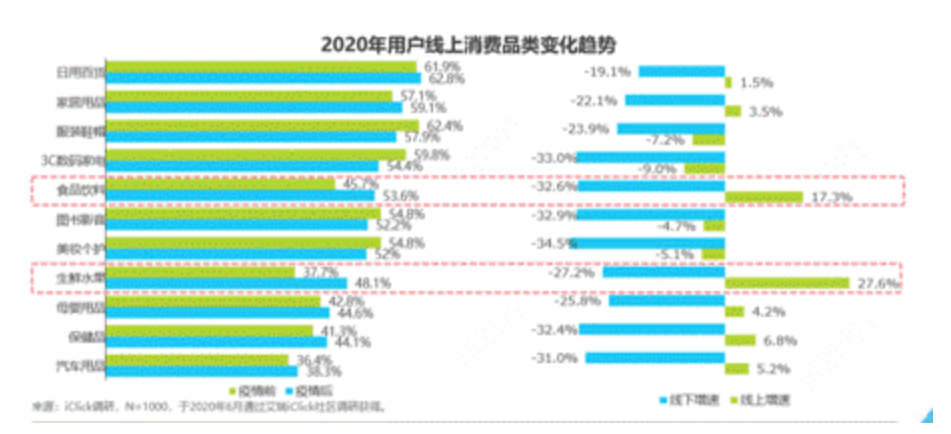 2020年用户线上消费品类变化趋势
日用百货 61.9% 62.8% -19.1% 1.5%
家居用品 57.1% 59.1% -22.1% 3.5%
服装鞋帽 62.4% 57.9% -23.9% -7.2%
3C数码家电 59.8% 54.4% -33.0% -9.0%
食品饮料 45.7% 53.6% -32.6% 17.3%
图书影音 54.8% 52.2% -32.9% -4.7%
美妆个护 54.8% 52% -34.5% -5.1%
生鲜水果 37.7% 48.1% -27.2% 27.6%
母婴用品 42.8% 44.6% -25.8% 4.2%
保健品 41.3% 44.1% -32.4% 6.8%
汽车用品 36.4% 38.3% -31.0% 5.2%
疫情前 疫情后 线下增速 线上增速
来源：iClick调研，N=1000，于2020年6月通过艾瑞iClick社区调研获得。